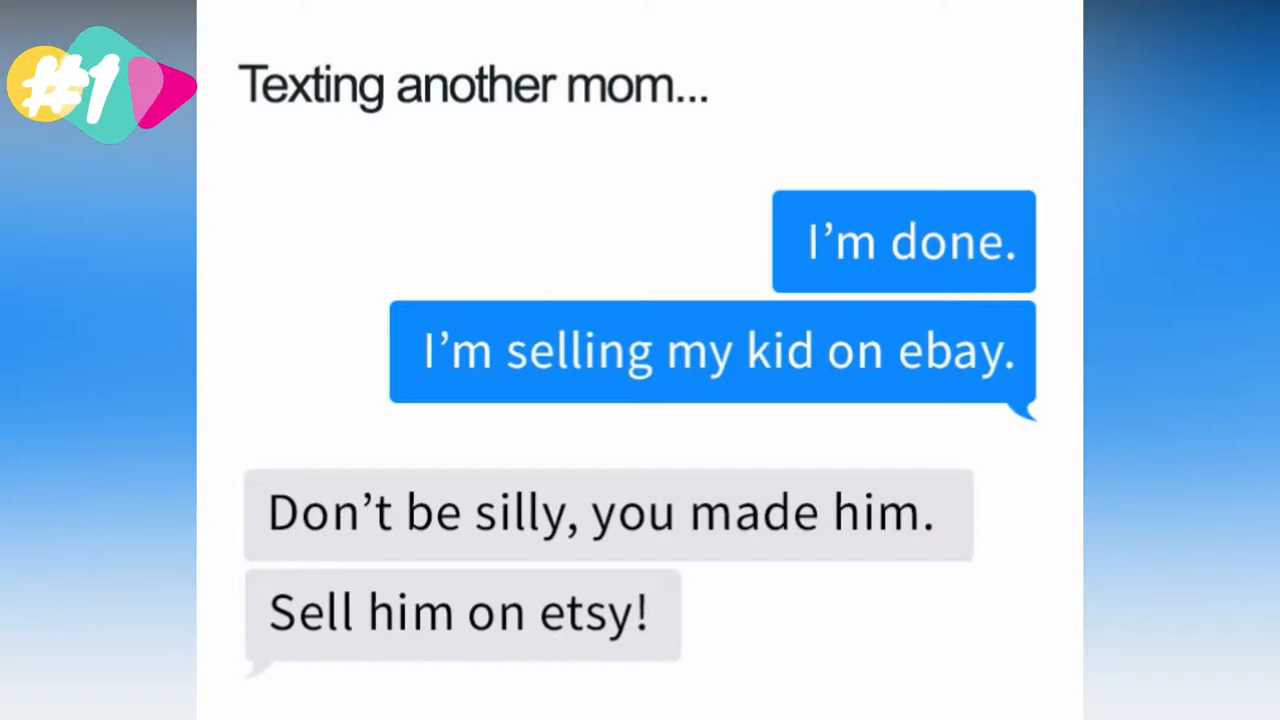 #1
Texting another mom...
I'm done.
I'm selling my kid on ebay.
Don't be silly, you made him.
Sell him on etsy!